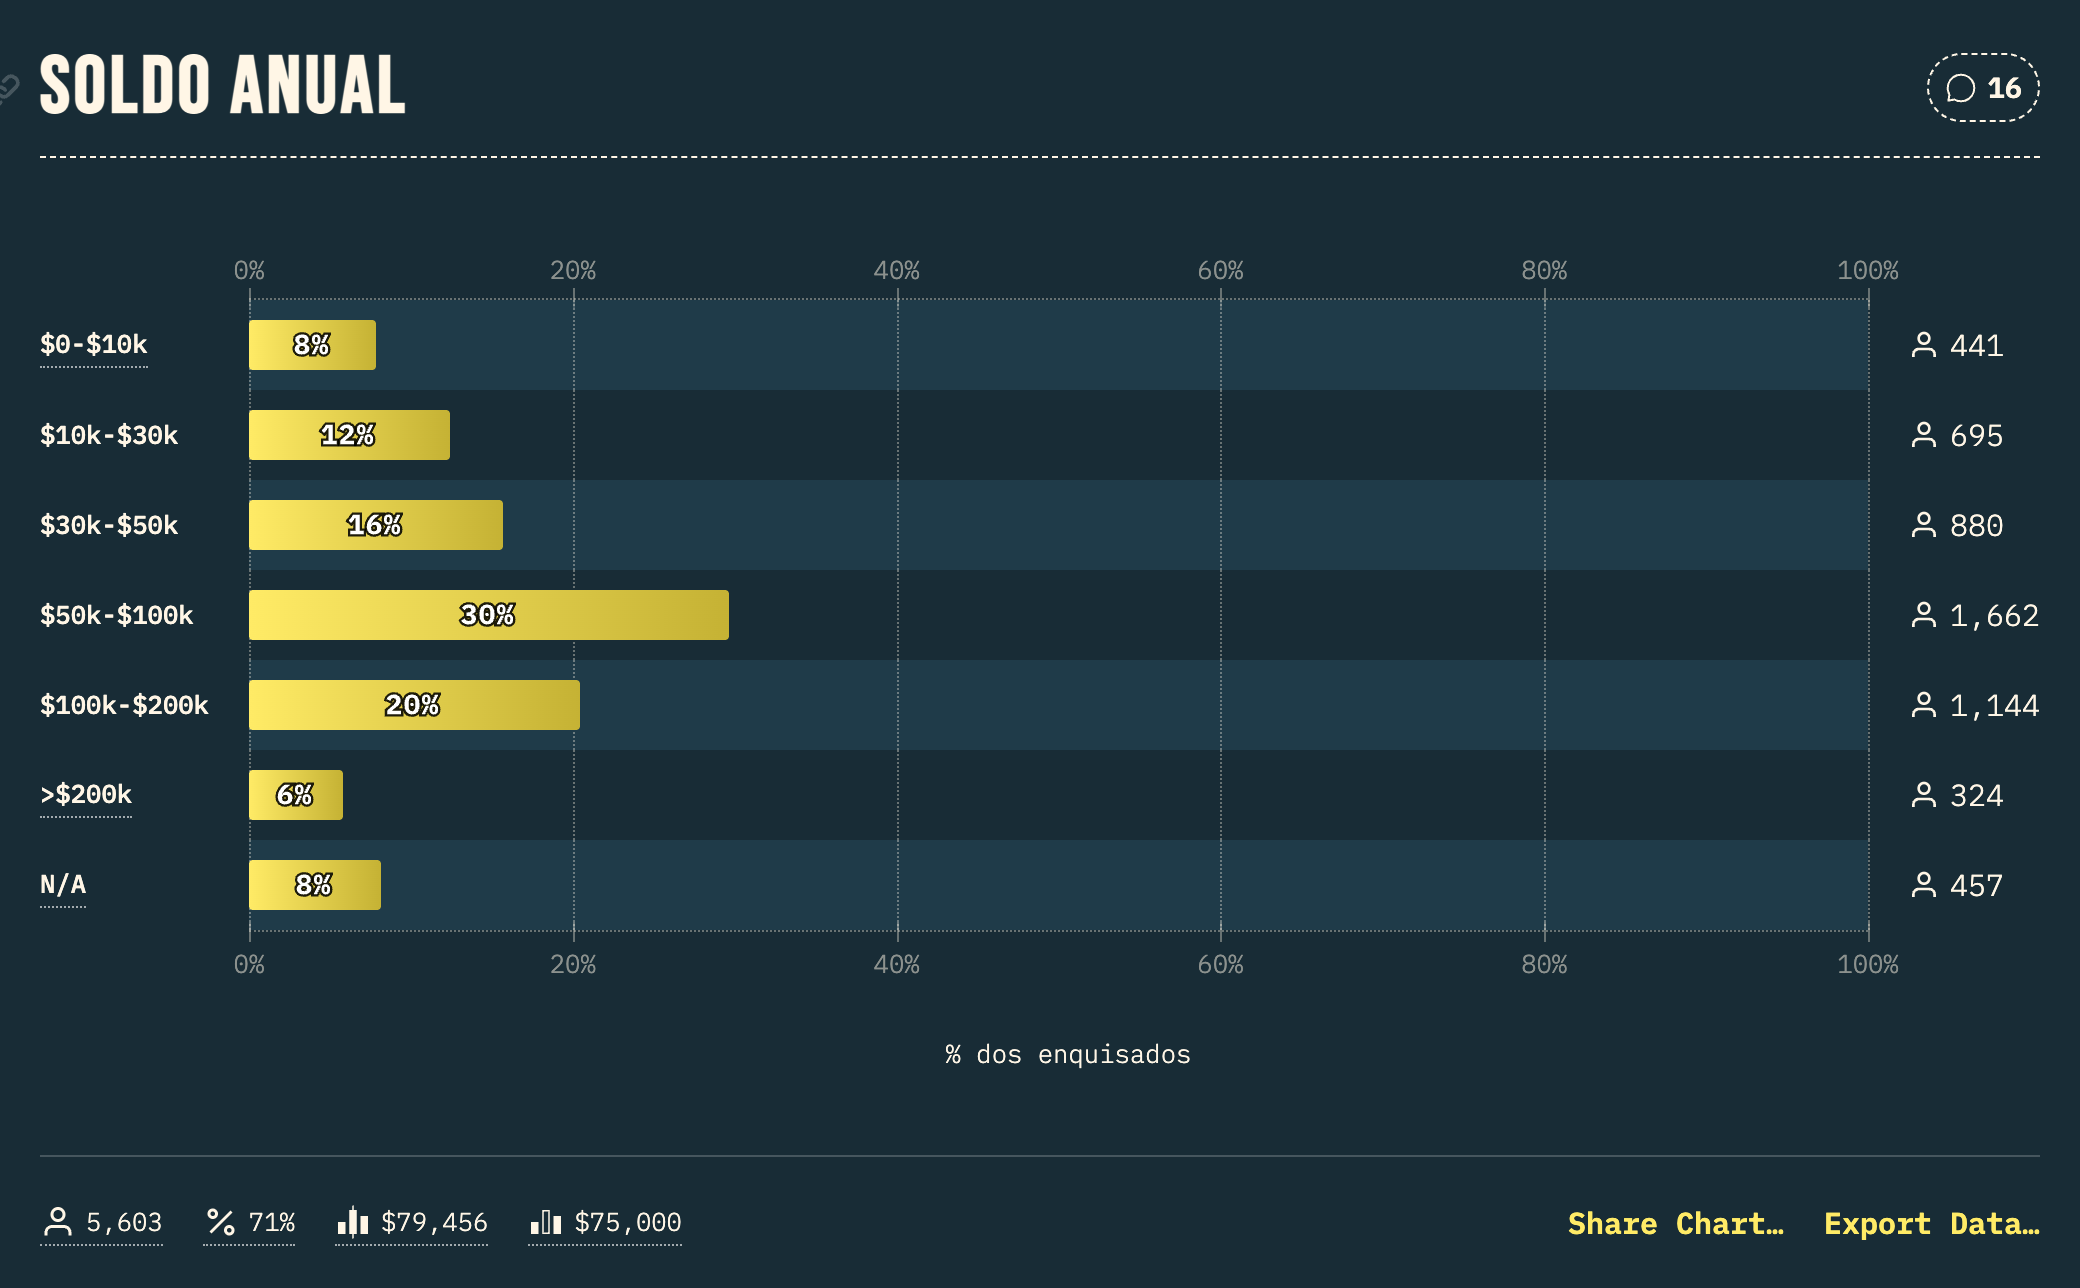 SOLDO ANUAL
16
0% 20% 40% 60% 80% 100%
$0-$10k 8% 441
$10k-$30k 12% 695
$30k-$50k 16% 880
$50k-$100k 30% 1,662
$100k-$200k 20% 1,144
>$200k 6% 324
N/A 8% 457
0% 20% 40% 60% 80% 100%
% dos enquisados
5,603 71% $79,456 $75,000 Share Chart… Export Data…